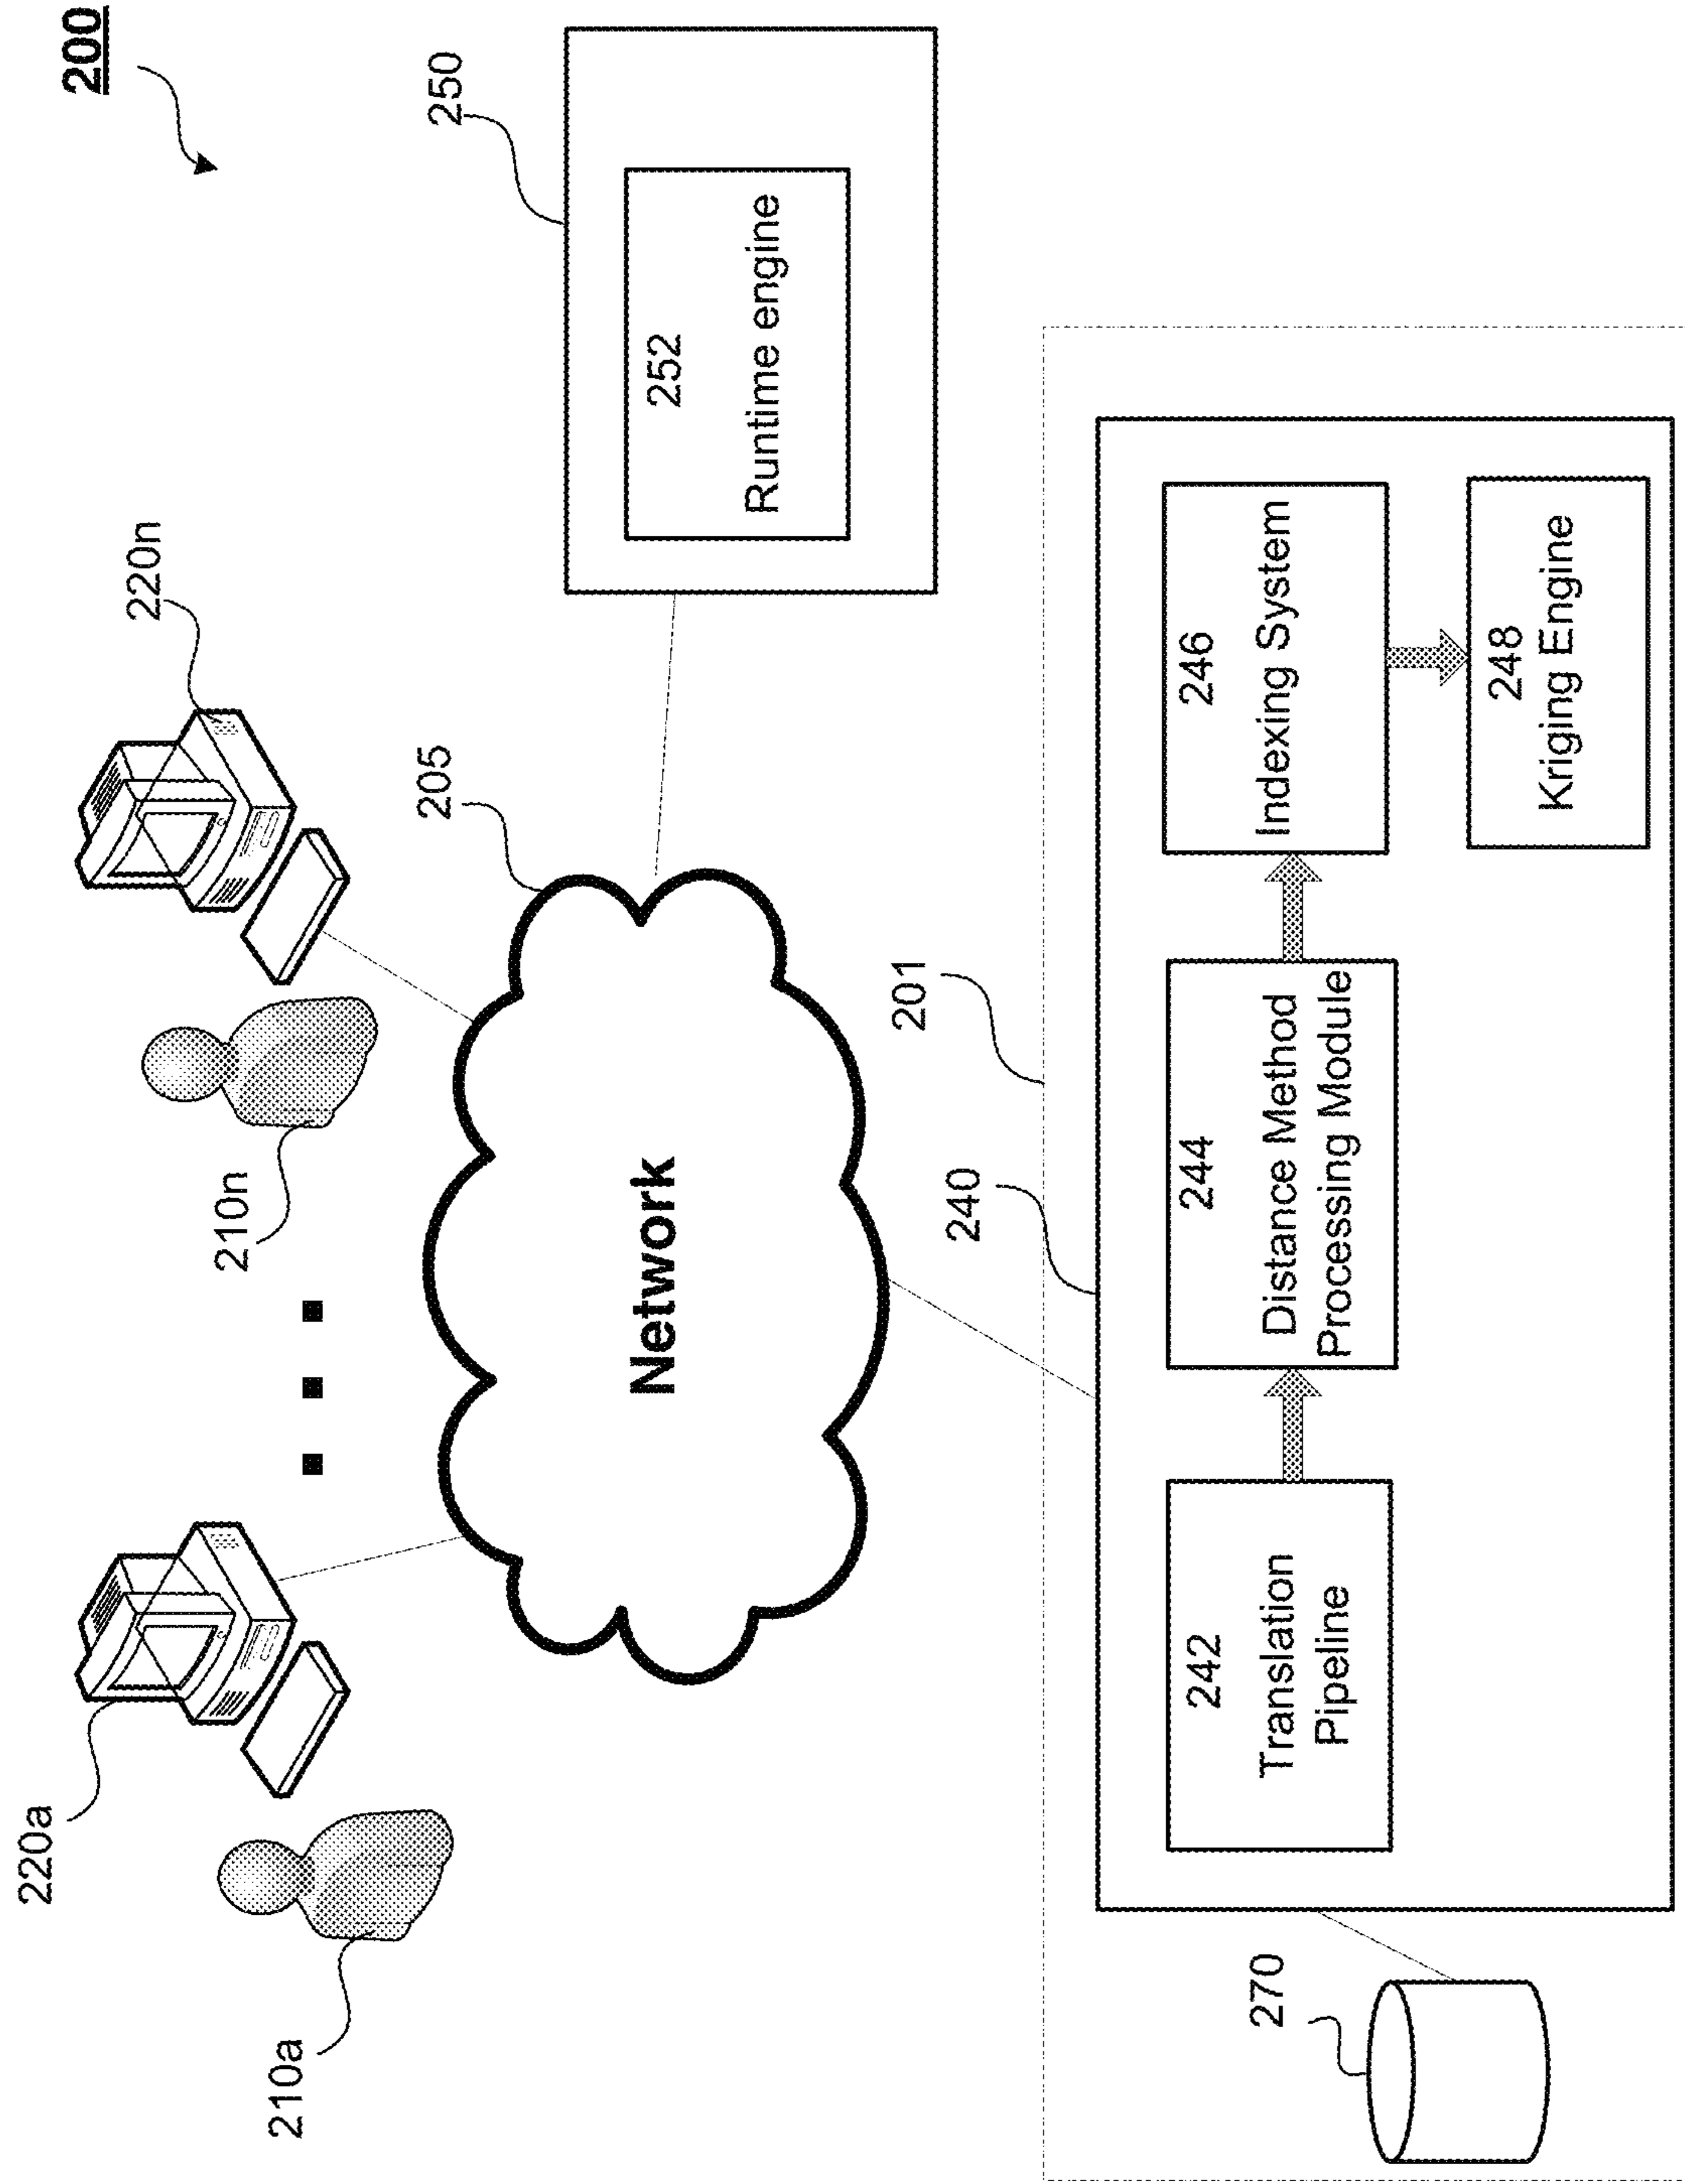 200
220a
220n
210a
210n
205
250
252
Runtime engine
Network
201
240
242
Translation
Pipeline
244
Distance Method
Processing Module
246
Indexing System
248
Kriging Engine
270